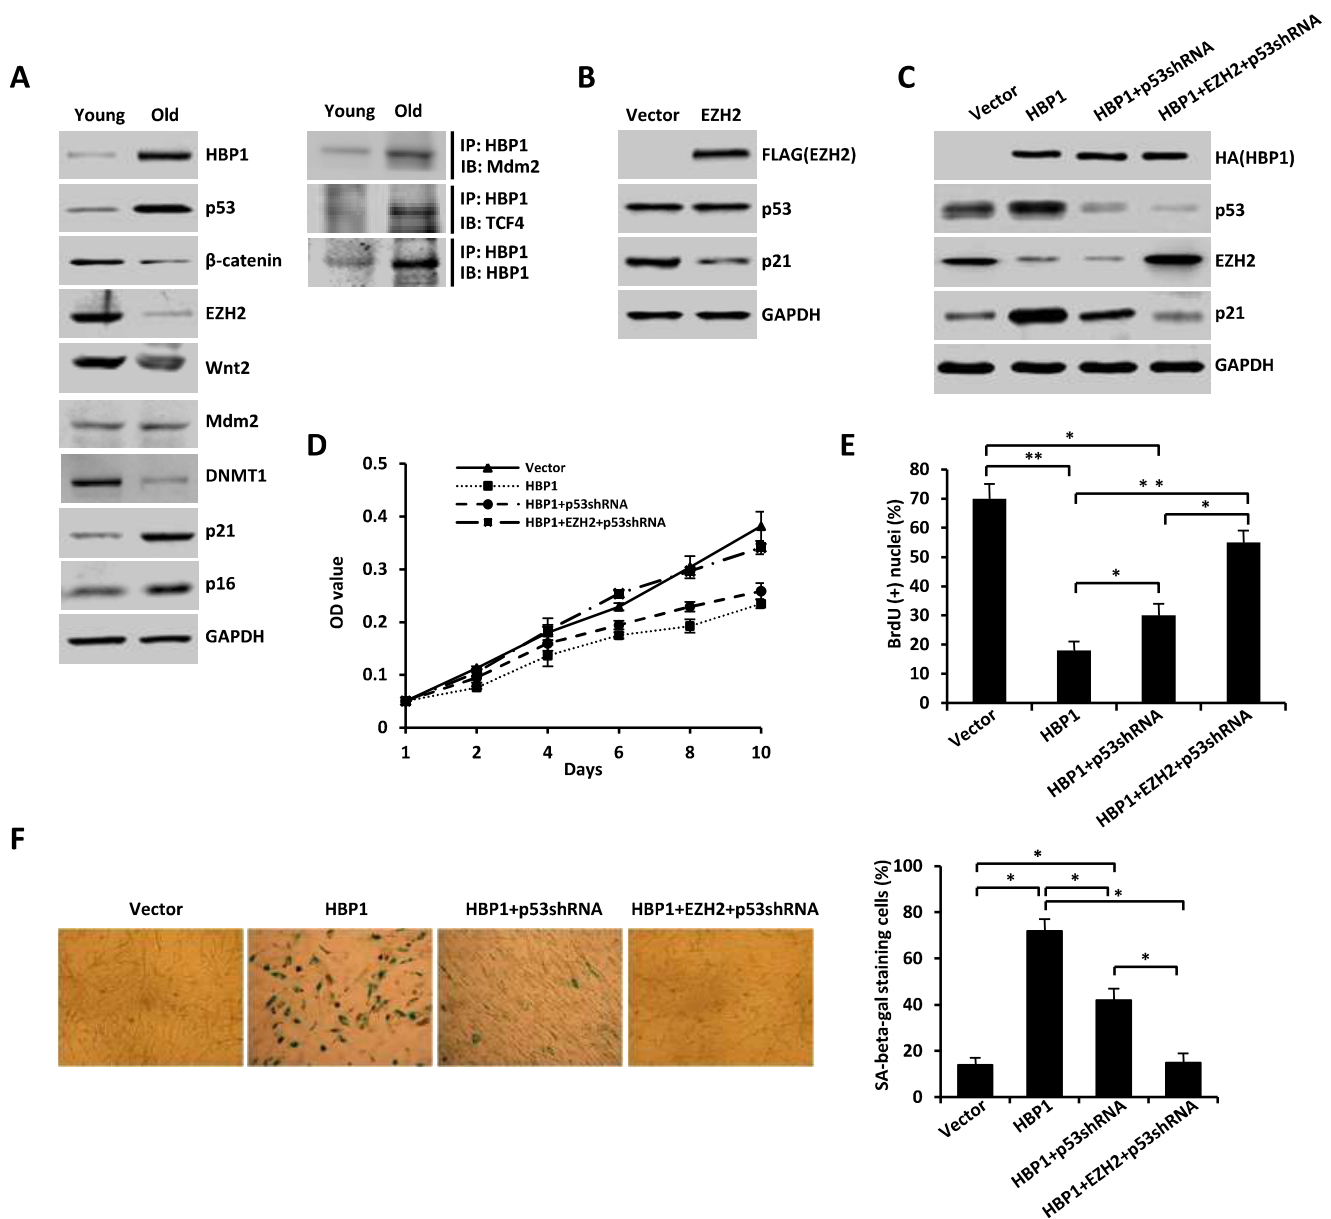 A
Young Old
HBP1
p53
β-catenin
EZH2
Wnt2
Mdm2
DNMT1
p21
p16
GAPDH
Young Old
IP: HBP1
IB: Mdm2
IP: HBP1
IB: TCF4
IP: HBP1
IB: HBP1
B
Vector EZH2
FLAG(EZH2)
p53
p21
GAPDH
C
Vector HBP1 HBP1+p53shRNA HBP1+EZH2+p53shRNA
HA(HBP1)
p53
EZH2
p21
GAPDH
D
Vector
HBP1
HBP1+p53shRNA
HBP1+EZH2+p53shRNA
OD value
0.5
0.4
0.3
0.2
0.1
0
1 2 4 6 8 10
Days
E
*
**
* *
*
*
BrdU (+) nuclei (%)
80
70
60
50
40
30
20
10
0
Vector HBP1 HBP1+p53shRNA HBP1+EZH2+p53shRNA
F
Vector HBP1 HBP1+p53shRNA HBP1+EZH2+p53shRNA
*
* * *
*
SA-beta-gal staining cells (%)
100
80
60
40
20
0
Vector HBP1 HBP1+p53shRNA HBP1+EZH2+p53shRNA